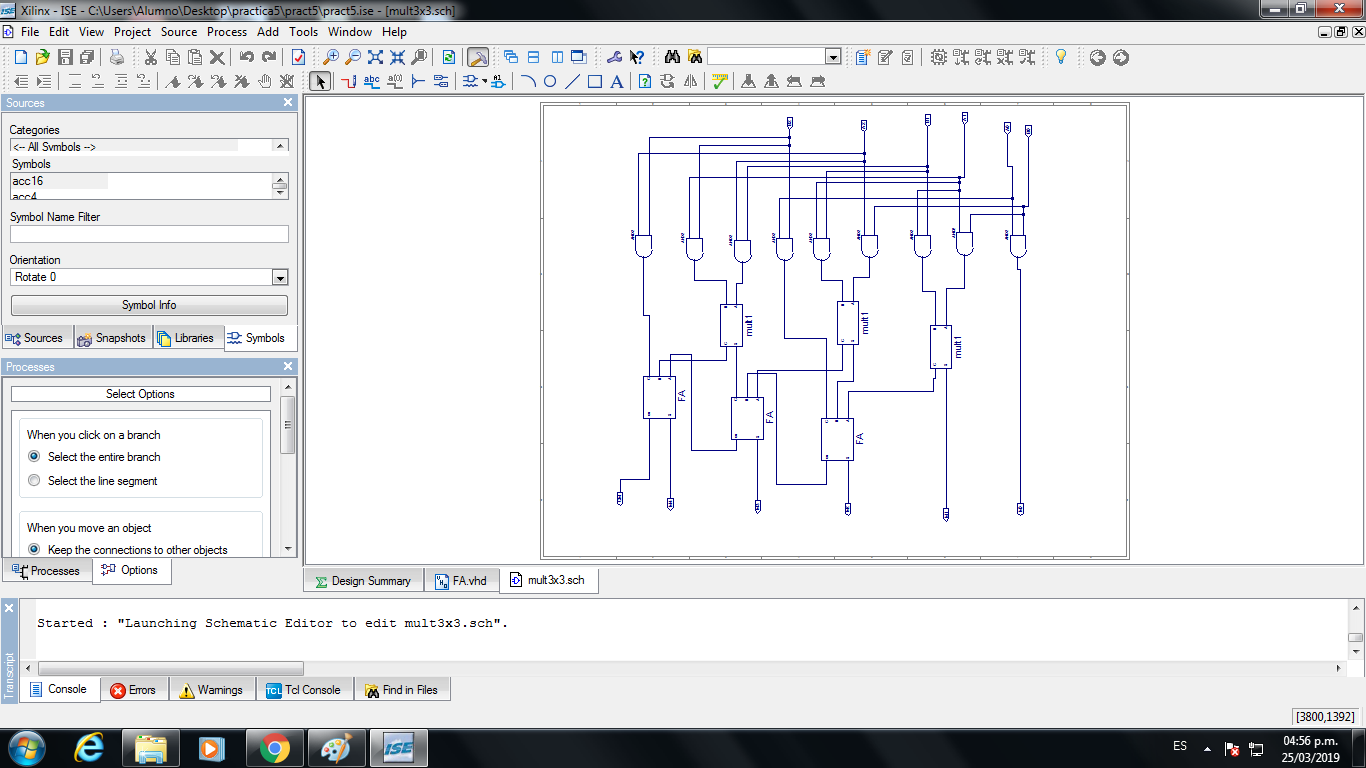 Xilinx - ISE - C:\Users\Alumno\Desktop\practica5\pract5\pract5.ise - [mult3x3.sch]
File Edit View Project Source Process Add Tools Window Help
Sources
Categories
<-- All Symbols -->
Symbols
acc16
acc4
Symbol Name Filter
Orientation
Rotate 0
Symbol Info
Sources Snapshots Libraries Symbols
Processes
Select Options
When you click on a branch
Select the entire branch
Select the line segment
When you move an object
Keep the connections to other objects
Processes Options
mult1
mult1
mult1
FA
FA
FA
Design Summary FA.vhd mult3x3.sch
Started : "Launching Schematic Editor to edit mult3x3.sch".
Transcript
Console Errors Warnings Tcl Console Find in Files
[3800,1392]
ES
04:56 p.m.
25/03/2019